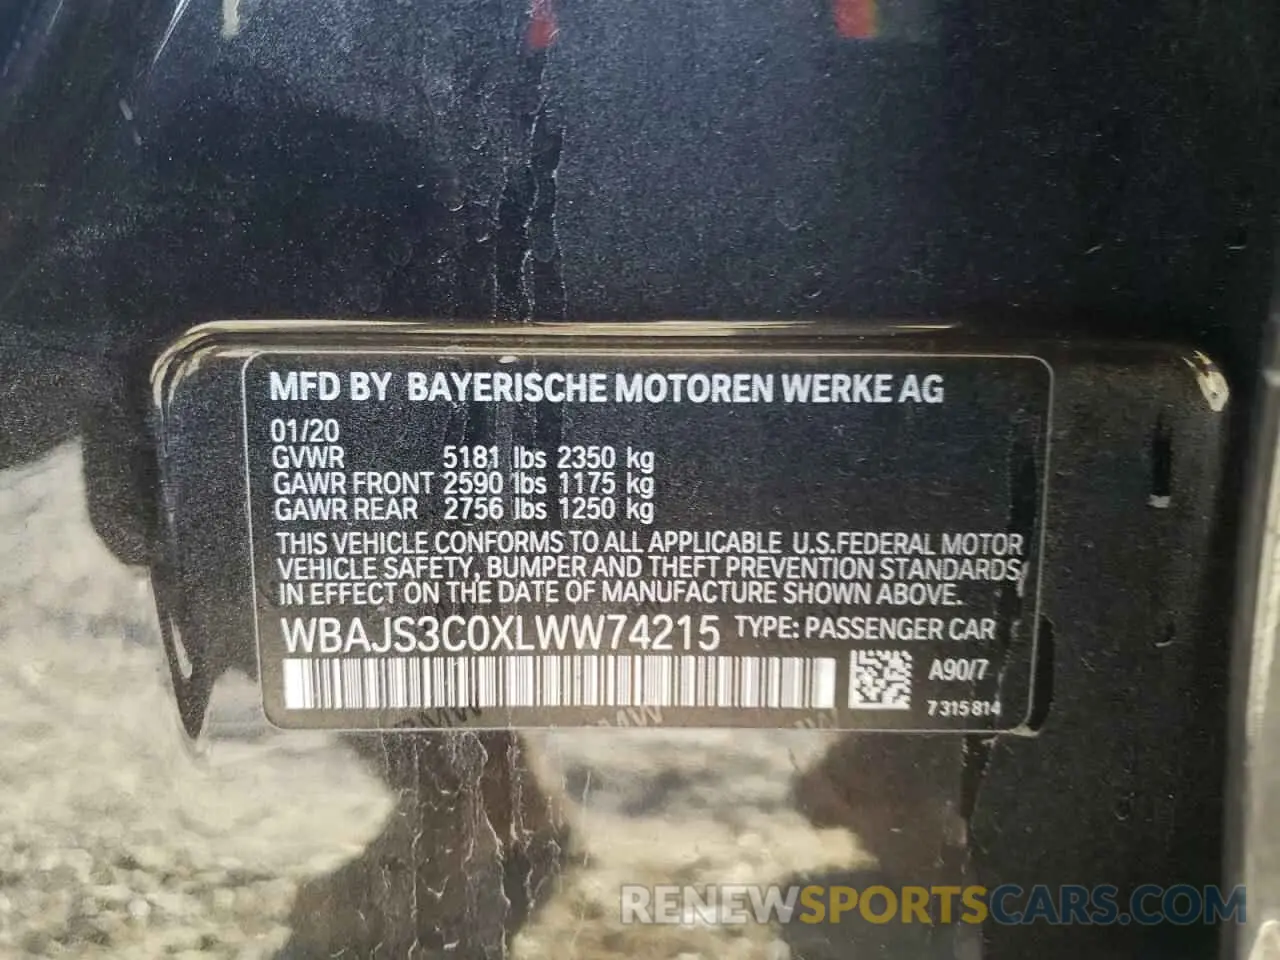 MFD BY BAYERISCHE MOTOREN WERKE AG
01/20
GVWR 5181 lbs 2350 kg
GAWR FRONT 2590 lbs 1175 kg
GAWR REAR 2756 lbs 1250 kg
THIS VEHICLE CONFORMS TO ALL APPLICABLE U.S.FEDERAL MOTOR
VEHICLE SAFETY, BUMPER AND THEFT PREVENTION STANDARDS
IN EFFECT ON THE DATE OF MANUFACTURE SHOWN ABOVE.
WBAJS3C0XLWW74215 TYPE: PASSENGER CAR
A90/7
7315814
BMW BMW
RENEWSPORTSCARS.COM